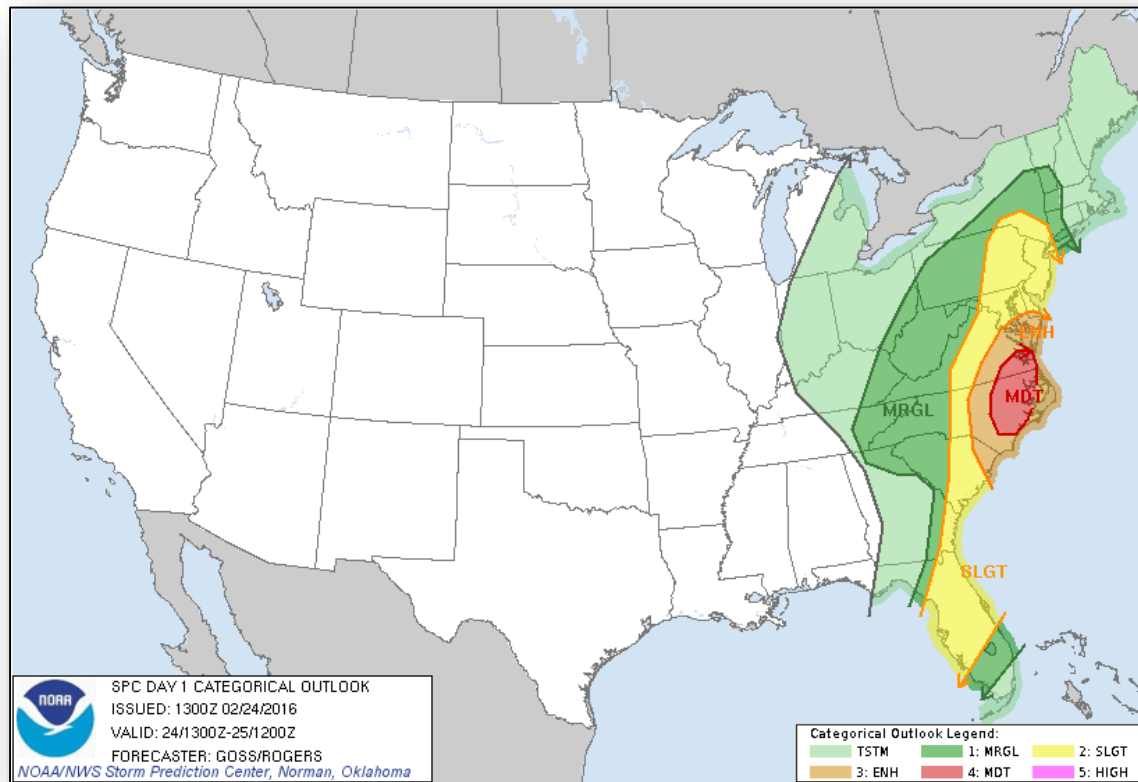 ENH
MDT
MRGL
SLGT
NOAA
SPC DAY 1 CATEGORICAL OUTLOOK
ISSUED: 1300Z 02/24/2016
VALID: 24/1300Z-25/1200Z
FORECASTER: GOSS/ROGERS
NOAA/NWS Storm Prediction Center, Norman, Oklahoma
Categorical Outlook Legend:
TSTM 1: MRGL 2: SLGT
3: ENH 4: MDT 5: HIGH